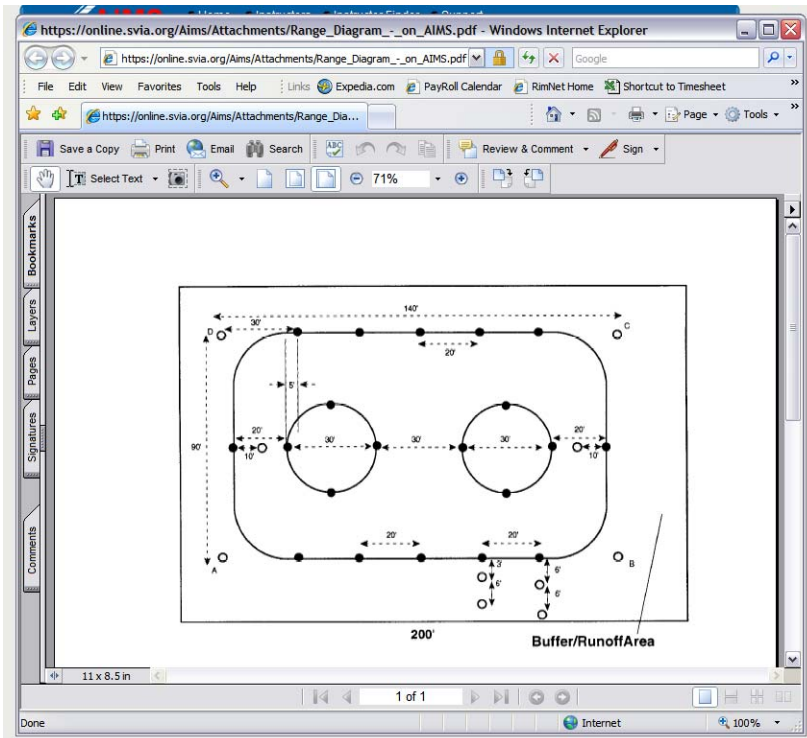 https://online.svia.org/Aims/Attachments/Range_Diagram_-_on_AIMS.pdf - Windows Internet Explorer
https://online.svia.org/Aims/Attachments/Range_Diagram_-_on_AIMS.pdf
Google
File Edit View Favorites Tools Help Links Expedia.com PayRoll Calendar RimNet Home Shortcut to Timesheet »
https://online.svia.org/Aims/Attachments/Range_Dia... Page Tools »
Save a Copy Print Email Search Review & Comment Sign
Select Text 71%
Bookmarks
Layers
Pages
Signatures
Comments
140'
D 30' C
20'
5'
20' 20'
90' 30' 30' 30'
10' 10'
20' 20'
A B
3' 6'
6' 6'
200'
Buffer/RunoffArea
11 x 8.5 in
1 of 1
Done Internet 100%